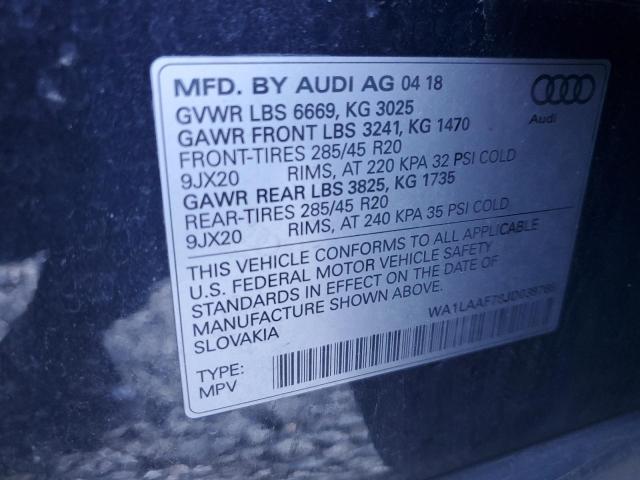 MFD. BY AUDI AG 04 18
GVWR LBS 6669, KG 3025
GAWR FRONT LBS 3241, KG 1470
FRONT-TIRES 285/45 R20
9JX20 RIMS, AT 220 KPA 32 PSI COLD
GAWR REAR LBS 3825, KG 1735
REAR-TIRES 285/45 R20
9JX20 RIMS, AT 240 KPA 35 PSI COLD
THIS VEHICLE CONFORMS TO ALL APPLICABLE
U.S. FEDERAL MOTOR VEHICLE SAFETY
STANDARDS IN EFFECT ON THE DATE OF
MANUFACTURE SHOWN ABOVE.
SLOVAKIA
TYPE:
MPV
Audi